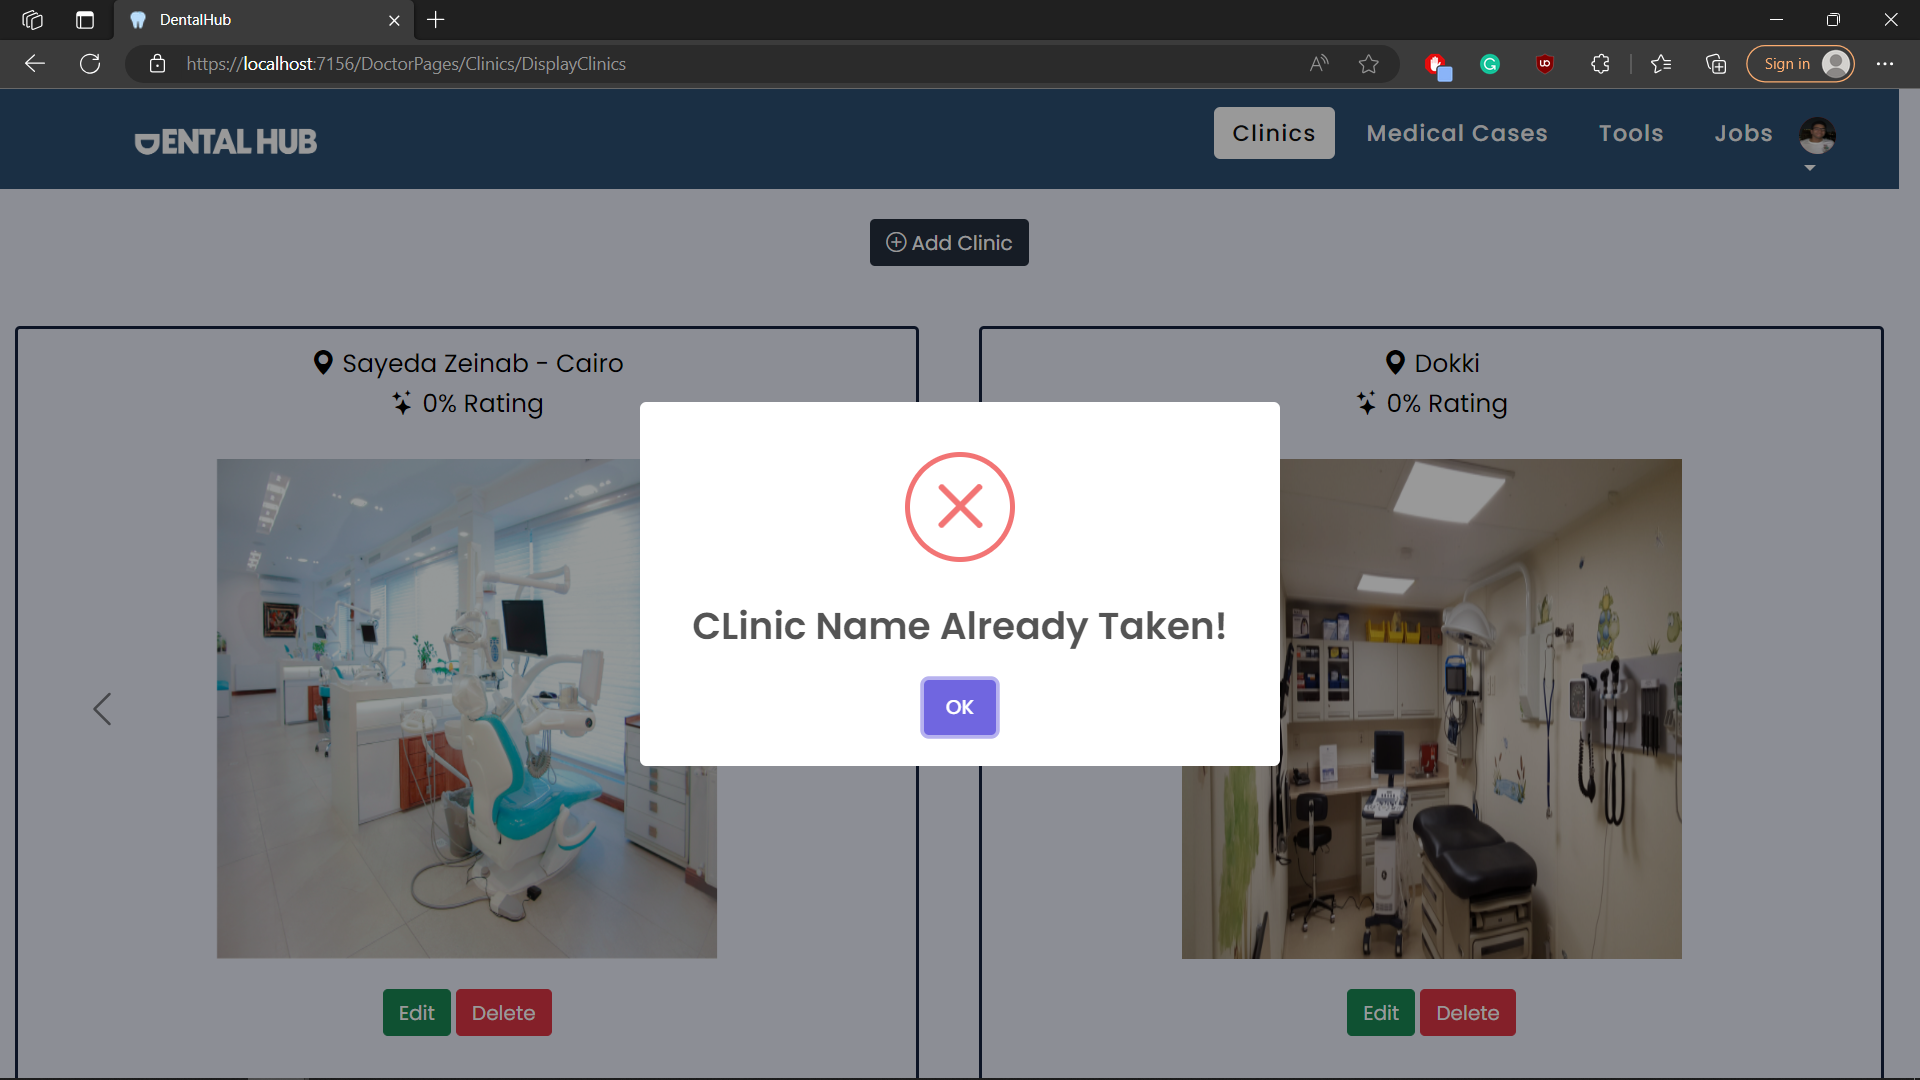 DentalHub
https://localhost:7156/DoctorPages/Clinics/DisplayClinics
Sign in
DENTAL HUB
Clinics
Medical Cases
Tools
Jobs
Add Clinic
Sayeda Zeinab - Cairo
0% Rating
Dokki
0% Rating
CLinic Name Already Taken!
OK
Edit
Delete
Edit
Delete